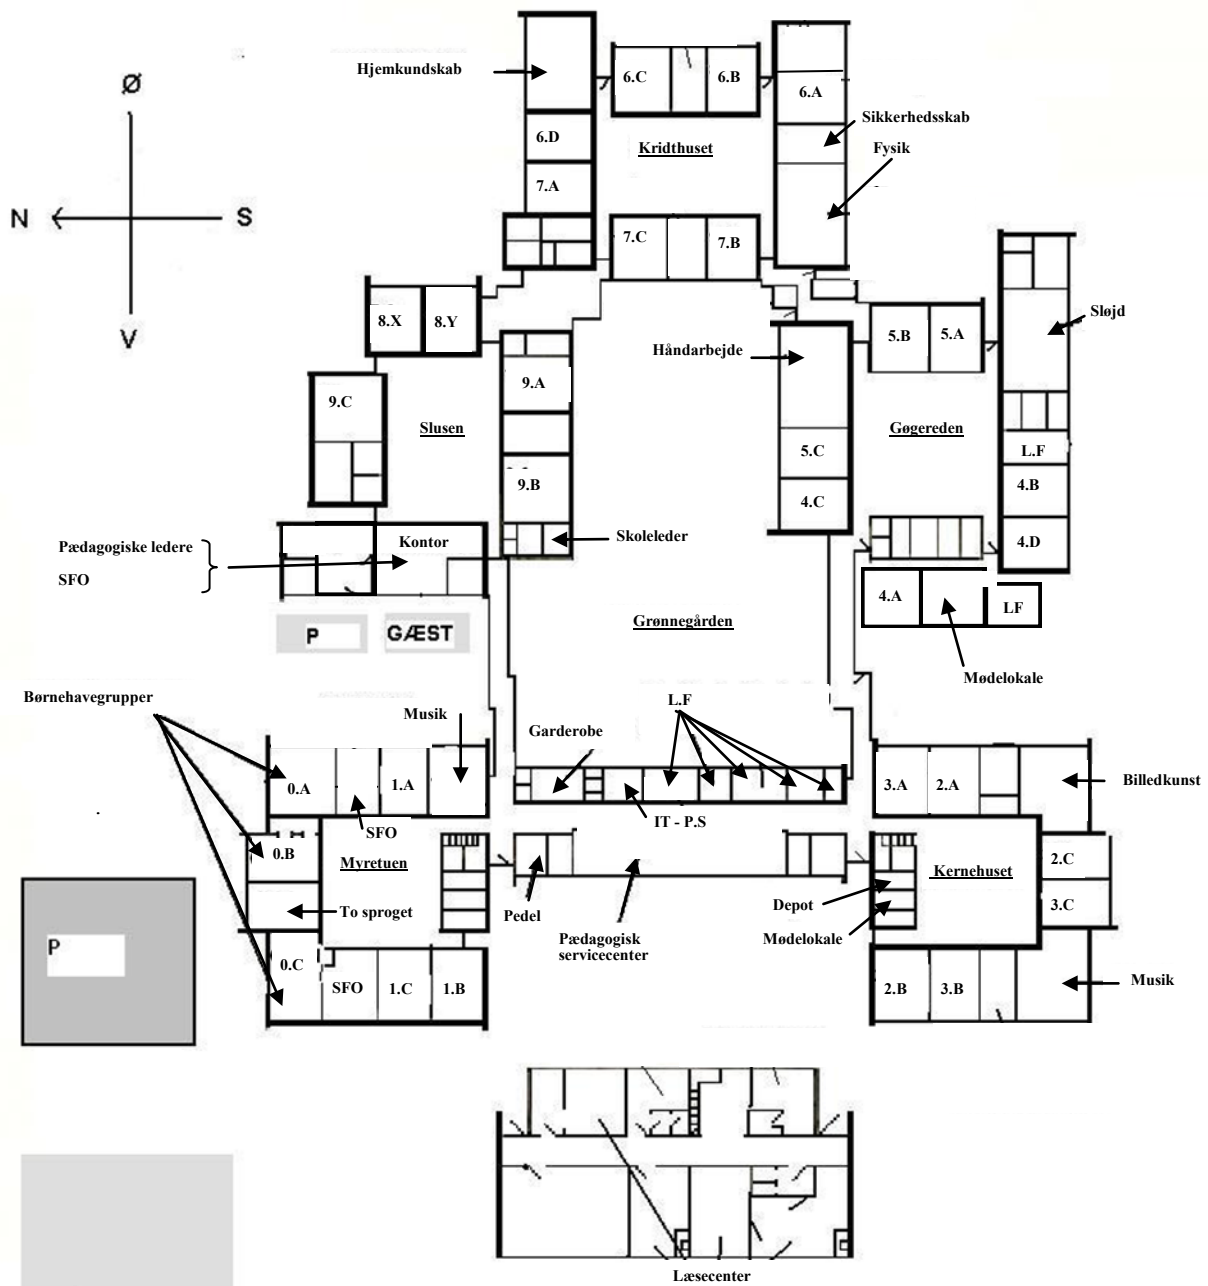 Ø
N
S
V
Hjemkundskab
6.C
6.B
6.A
6.D
Kridthuset
Sikkerhedsskab
Fysik
7.A
7.C
7.B
8.X
8.Y
Håndarbejde
5.B
5.A
Sløjd
9.C
9.A
Slusen
Gøgereden
5.C
L.F
9.B
4.C
4.B
Pædagogiske ledere
SFO
Kontor
Skoleleder
4.D
4.A
LF
P
GÆST
Grønnegården
Mødelokale
Børnehavegrupper
Musik
L.F
Garderobe
0.A
1.A
SFO
IT - P.S
3.A
2.A
Billedkunst
0.B
Myretuen
Kernehuset
2.C
To sproget
Pedel
Pædagogisk
servicecenter
Depot
Mødelokale
3.C
P
0.C
SFO
1.C
1.B
2.B
3.B
Musik
Læsecenter